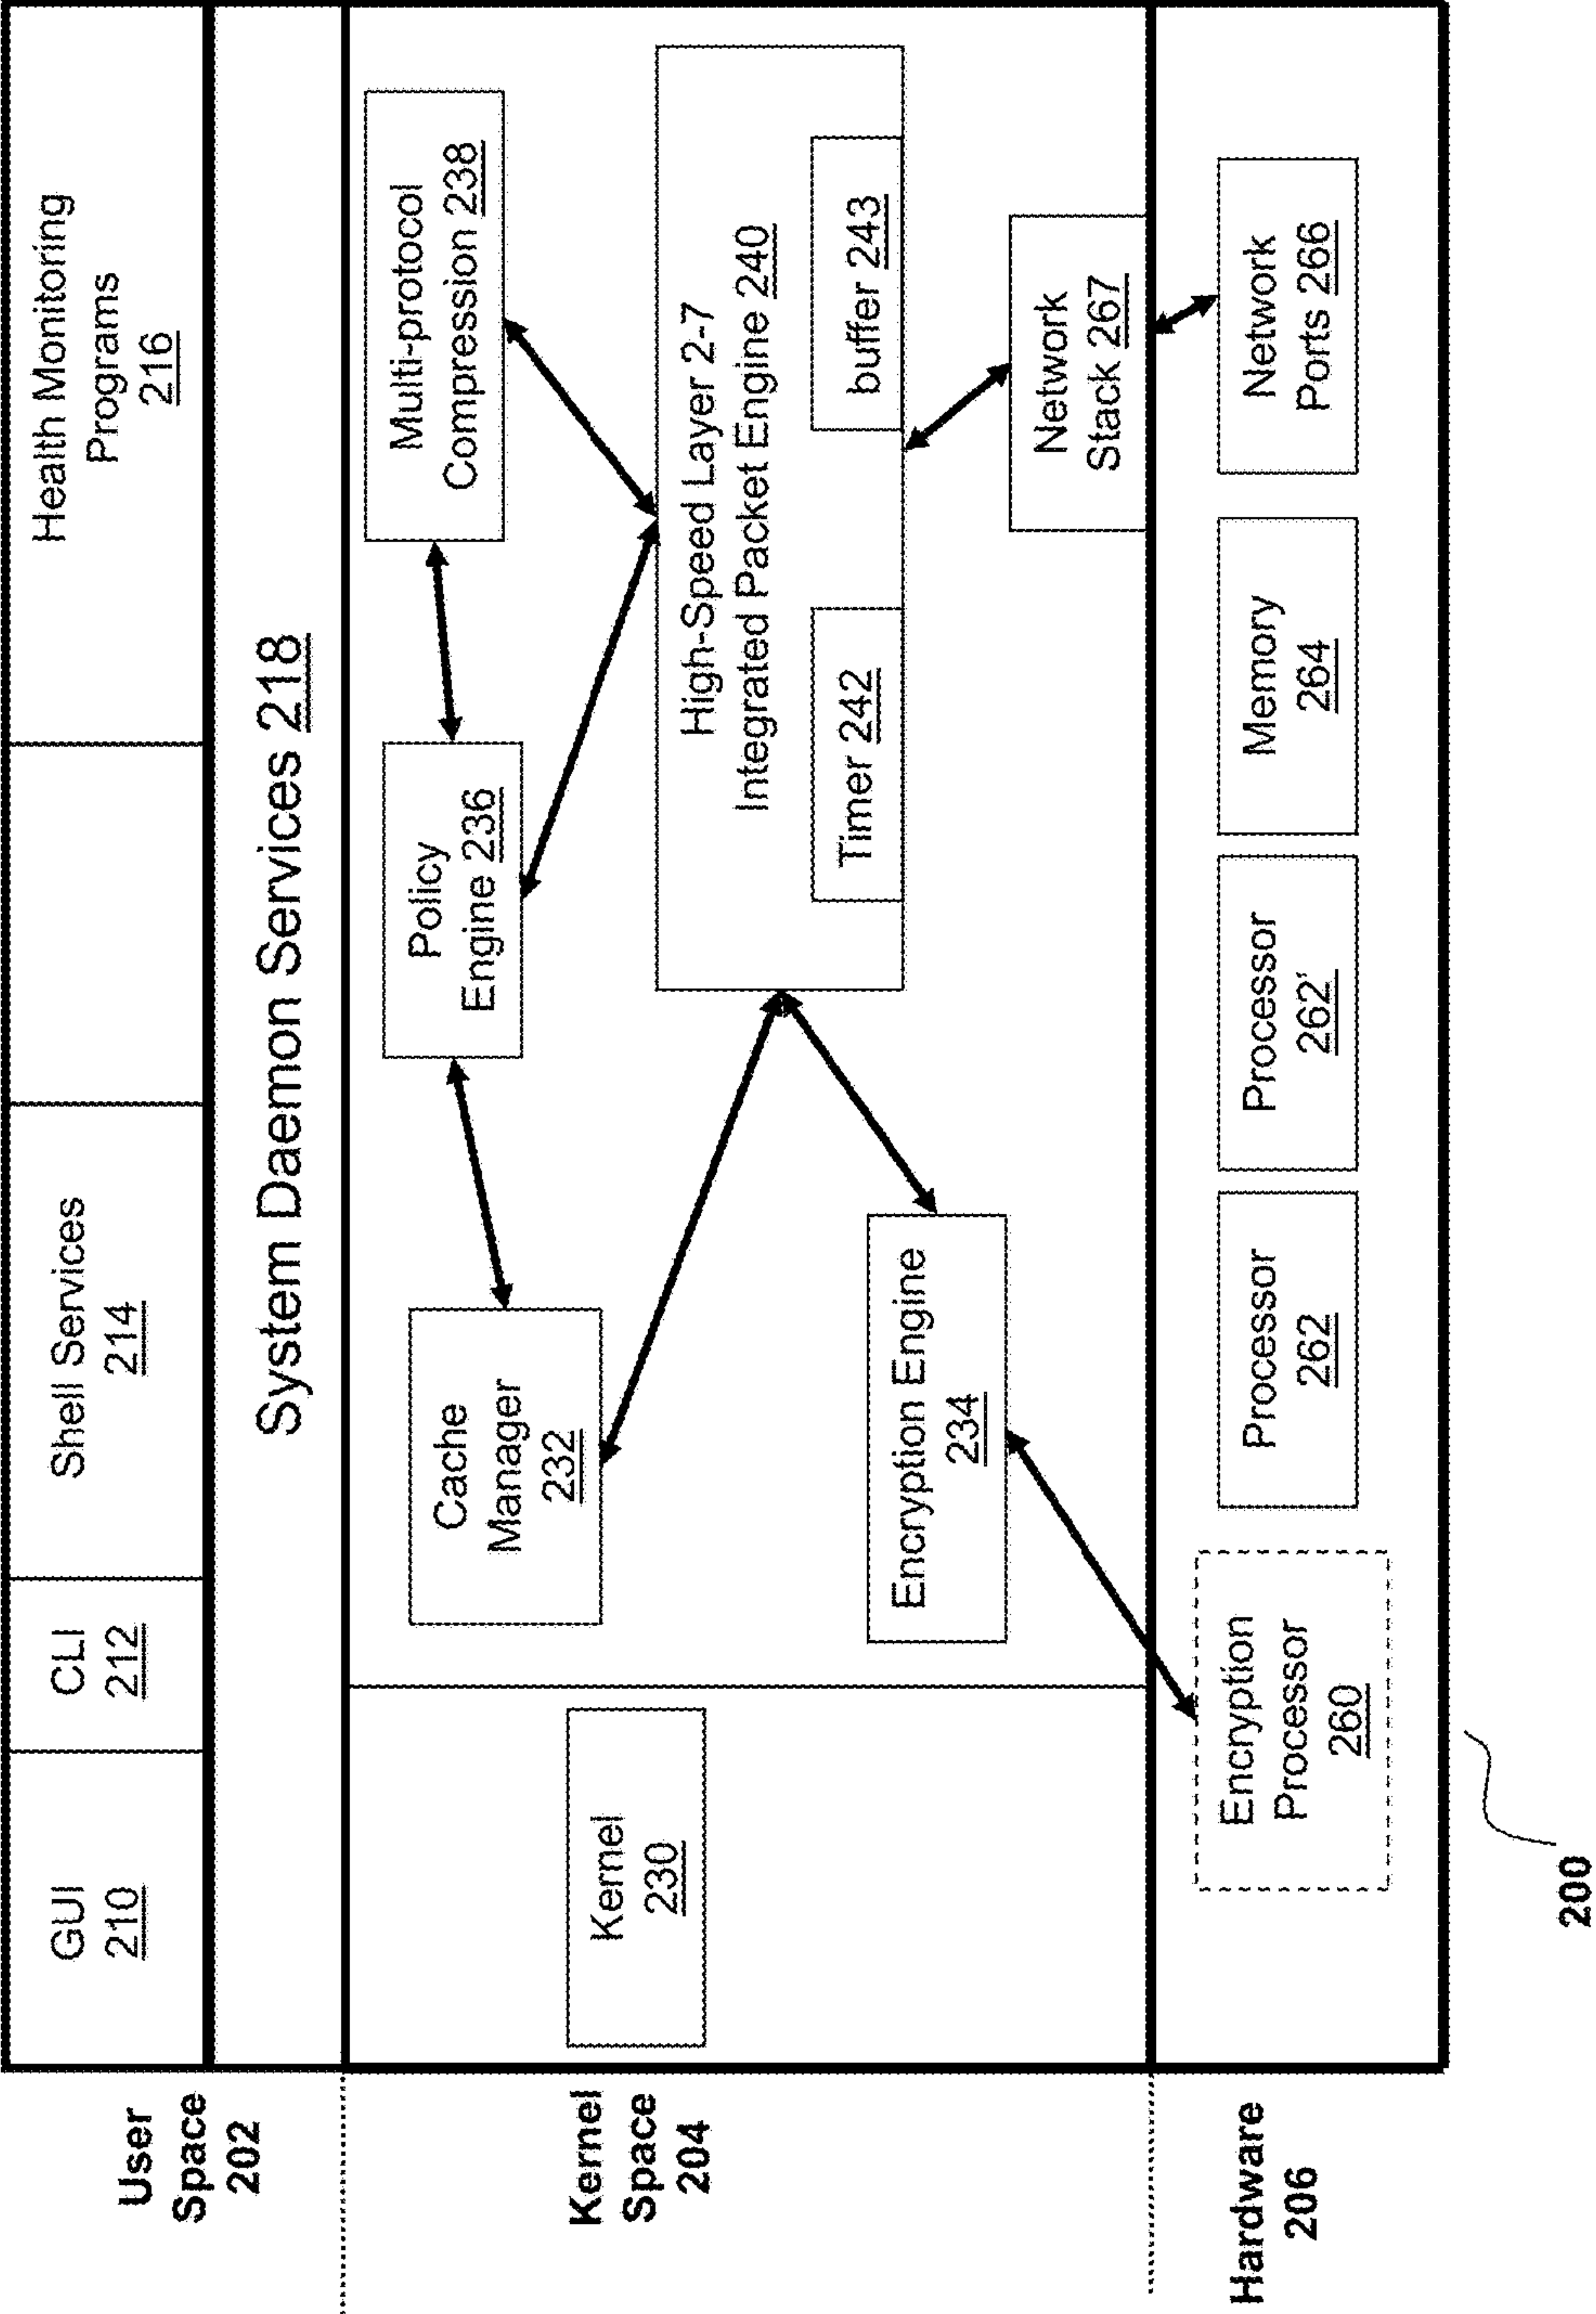 User
Space
202
GUI
210
CLI
212
Shell Services
214
Health Monitoring
Programs
216
System Daemon Services 218
Kernel
Space
204
Kernel
230
Cache
Manager
232
Policy
Engine 236
Multi-protocol
Compression 238
High-Speed Layer 2-7
Integrated Packet Engine 240
Timer 242
buffer 243
Encryption Engine
234
Network
Stack 267
Hardware
206
Encryption
Processor
260
Processor
262
Processor
262'
Memory
264
Network
Ports 266
200